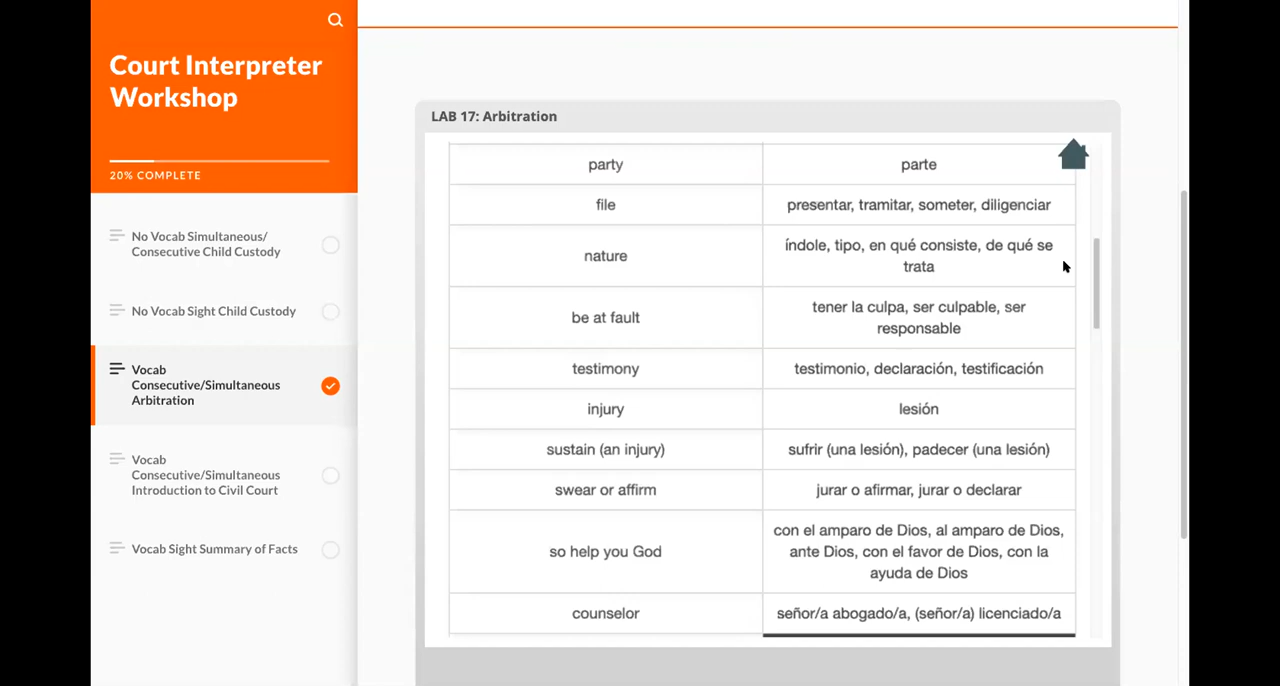 Court Interpreter
Workshop
20% COMPLETE
No Vocab Simultaneous/
Consecutive Child Custody
No Vocab Sight Child Custody
Vocab
Consecutive/Simultaneous
Arbitration
Vocab
Consecutive/Simultaneous
Introduction to Civil Court
Vocab Sight Summary of Facts
LAB 17: Arbitration
party
parte
file
presentar, tramitar, someter, diligenciar
nature
índole, tipo, en qué consiste, de qué se
trata
be at fault
tener la culpa, ser culpable, ser
responsable
testimony
testimonio, declaración, testificación
injury
lesión
sustain (an injury)
sufrir (una lesión), padecer (una lesión)
swear or affirm
jurar o afirmar, jurar o declarar
so help you God
con el amparo de Dios, al amparo de Dios,
ante Dios, con el favor de Dios, con la
ayuda de Dios
counselor
señor/a abogado/a, (señor/a) licenciado/a